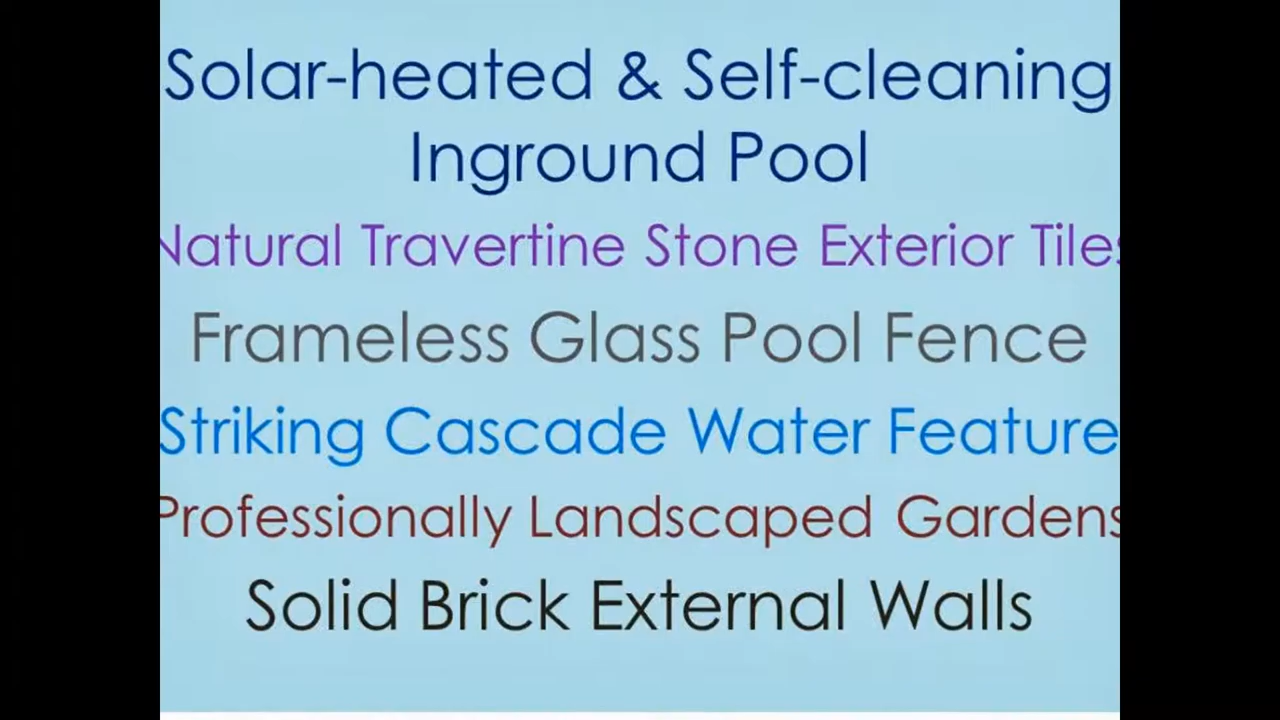 Solar-heated & Self-cleaning
Inground Pool
Natural Travertine Stone Exterior Tiles
Frameless Glass Pool Fence
Striking Cascade Water Feature
Professionally Landscaped Gardens
Solid Brick External Walls